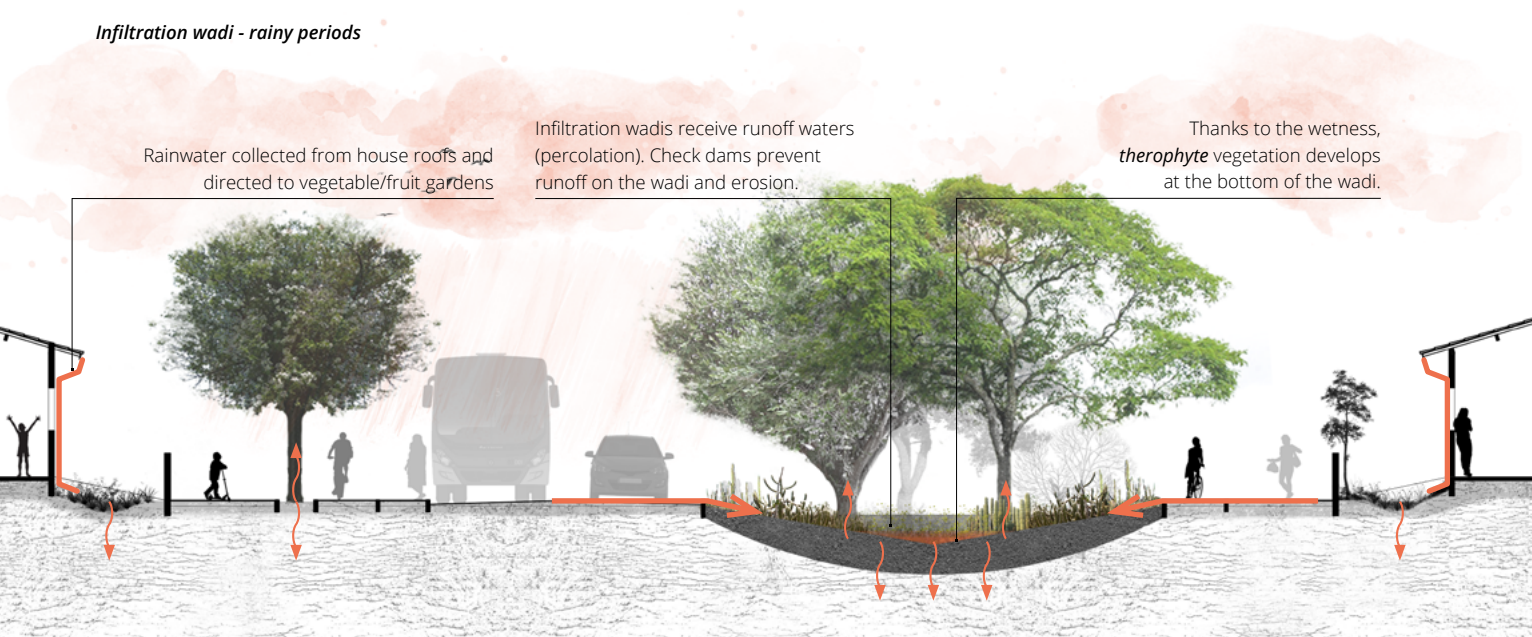 Infiltration wadi - rainy periods
Rainwater collected from house roofs and
directed to vegetable/fruit gardens
Infiltration wadis receive runoff waters
(percolation). Check dams prevent
runoff on the wadi and erosion.
Thanks to the wetness,
therophyte vegetation develops
at the bottom of the wadi.